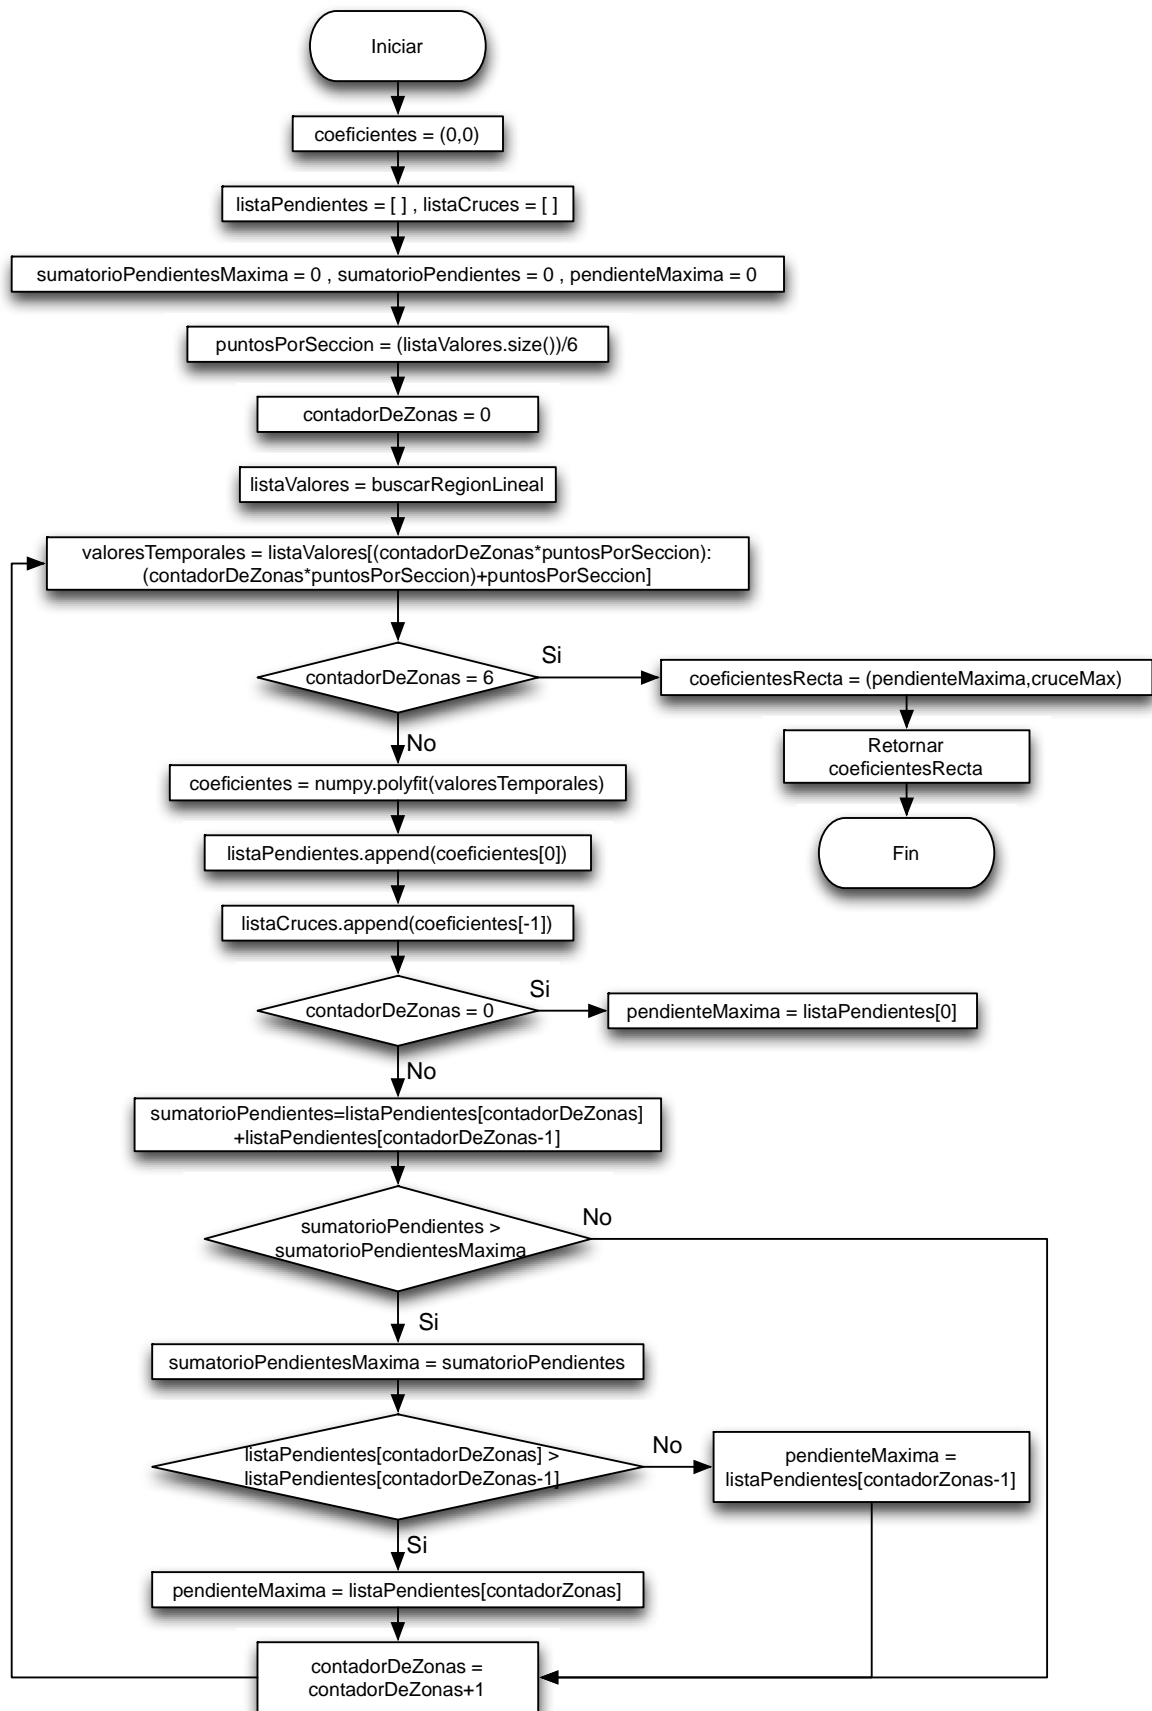 Iniciar
coeficientes = (0,0)
listaPendientes = [ ] , listaCruces = [ ]
sumatorioPendientesMaxima = 0 , sumatorioPendientes = 0 , pendienteMaxima = 0
puntosPorSeccion = (listaValores.size())/6
contadorDeZonas = 0
listaValores = buscarRegionLineal
valoresTemporales = listaValores[(contadorDeZonas*puntosPorSeccion):
(contadorDeZonas*puntosPorSeccion)+puntosPorSeccion]
contadorDeZonas = 6
Si
coeficientesRecta = (pendienteMaxima,cruceMax)
Retornar
coeficientesRecta
Fin
No
coeficientes = numpy.polyfit(valoresTemporales)
listaPendientes.append(coeficientes[0])
listaCruces.append(coeficientes[-1])
contadorDeZonas = 0
Si
pendienteMaxima = listaPendientes[0]
No
sumatorioPendientes=listaPendientes[contadorDeZonas]
+listaPendientes[contadorDeZonas-1]
sumatorioPendientes >
sumatorioPendientesMaxima
No
Si
sumatorioPendientesMaxima = sumatorioPendientes
listaPendientes[contadorDeZonas] >
listaPendientes[contadorDeZonas-1]
No
pendienteMaxima =
listaPendientes[contadorZonas-1]
Si
pendienteMaxima = listaPendientes[contadorZonas]
contadorDeZonas =
contadorDeZonas+1